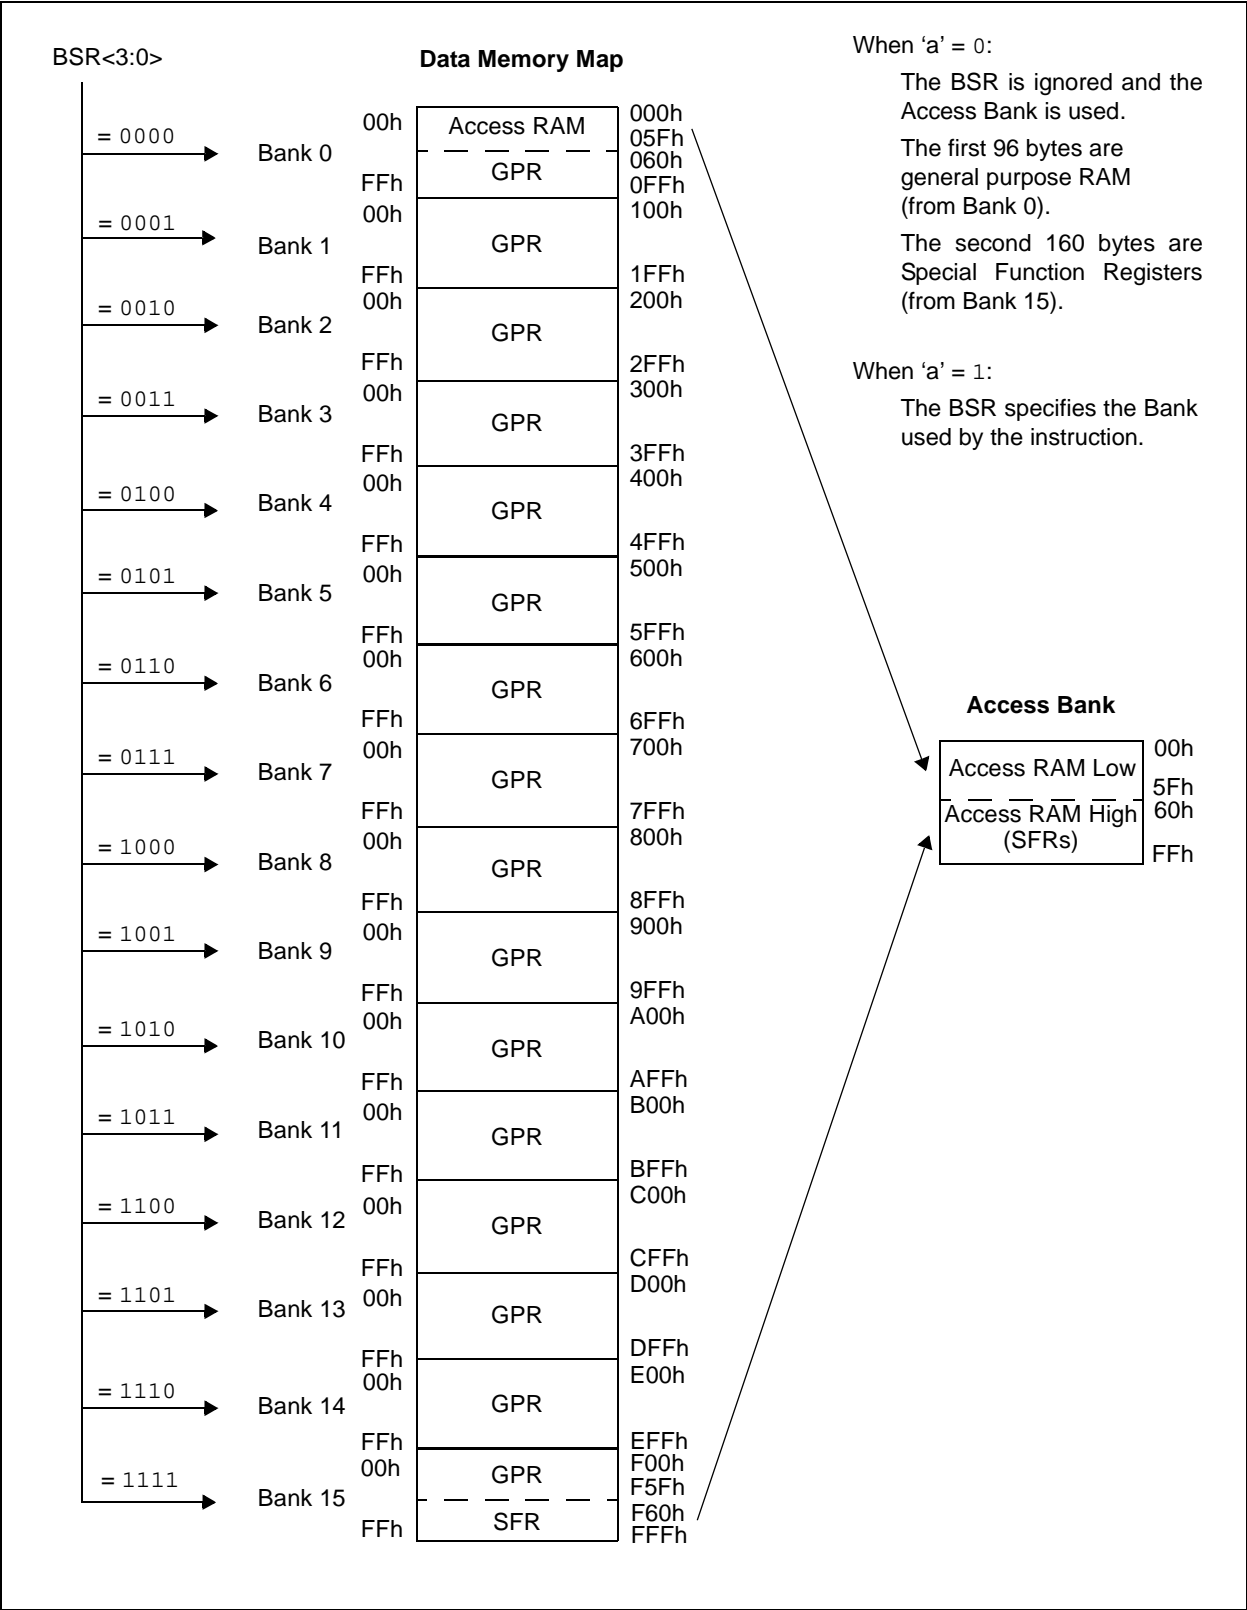 BSR<3:0>
Data Memory Map
When ‘a’ = 0:
The BSR is ignored and the
Access Bank is used.
The first 96 bytes are
general purpose RAM
(from Bank 0).
The second 160 bytes are
Special Function Registers
(from Bank 15).
When ‘a’ = 1:
The BSR specifies the Bank
used by the instruction.
= 0000
Bank 0
00h
FFh
Access RAM
GPR
000h
05Fh
060h
0FFh
= 0001
Bank 1
00h
FFh
GPR
100h
1FFh
= 0010
Bank 2
00h
FFh
GPR
200h
2FFh
= 0011
Bank 3
00h
FFh
GPR
300h
3FFh
= 0100
Bank 4
00h
FFh
GPR
400h
4FFh
= 0101
Bank 5
00h
FFh
GPR
500h
5FFh
= 0110
Bank 6
00h
FFh
GPR
600h
6FFh
= 0111
Bank 7
00h
FFh
GPR
700h
7FFh
= 1000
Bank 8
00h
FFh
GPR
800h
8FFh
= 1001
Bank 9
00h
FFh
GPR
900h
9FFh
= 1010
Bank 10
00h
FFh
GPR
A00h
AFFh
= 1011
Bank 11
00h
FFh
GPR
B00h
BFFh
= 1100
Bank 12
00h
FFh
GPR
C00h
CFFh
= 1101
Bank 13
00h
FFh
GPR
D00h
DFFh
= 1110
Bank 14
00h
FFh
GPR
E00h
EFFh
= 1111
Bank 15
00h
FFh
GPR
SFR
F00h
F5Fh
F60h
FFFh
Access Bank
Access RAM Low
Access RAM High
(SFRs)
00h
5Fh
60h
FFh